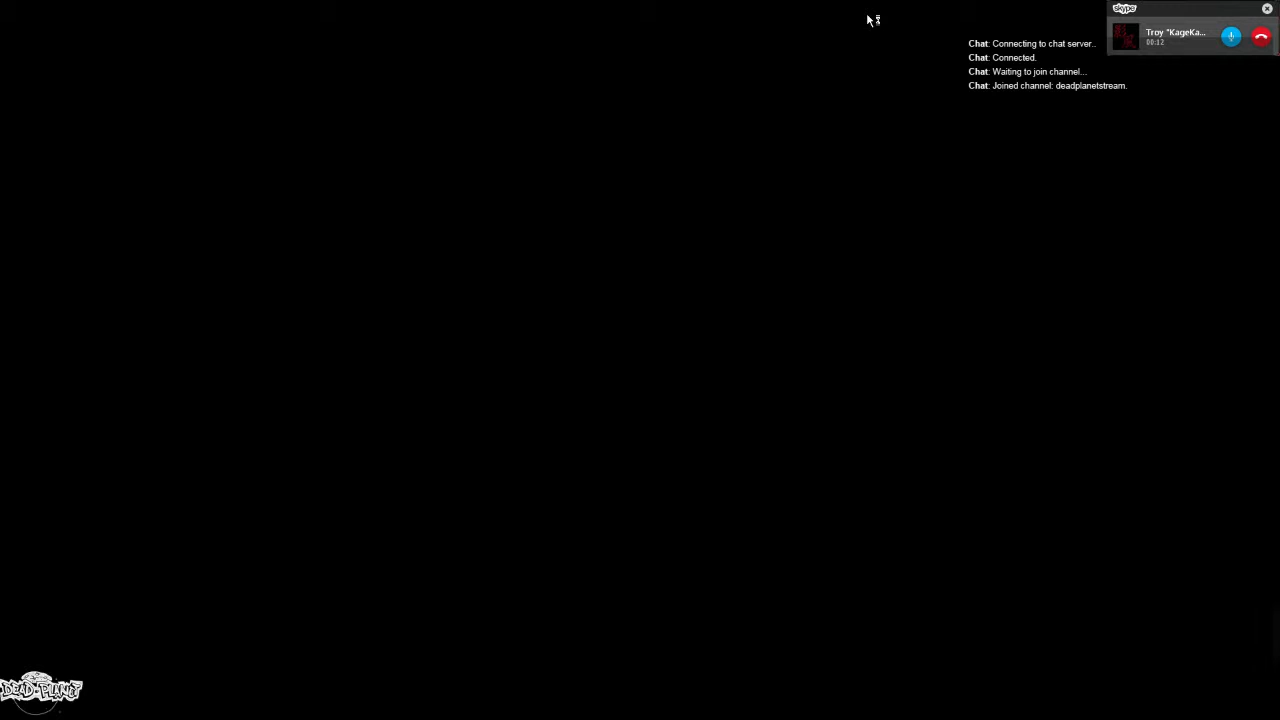 skype
Troy "KageKa...
00:12
Chat: Connecting to chat server..
Chat: Connected.
Chat: Waiting to join channel...
Chat: Joined channel: deadplanetstream.
DEAD-PLANET